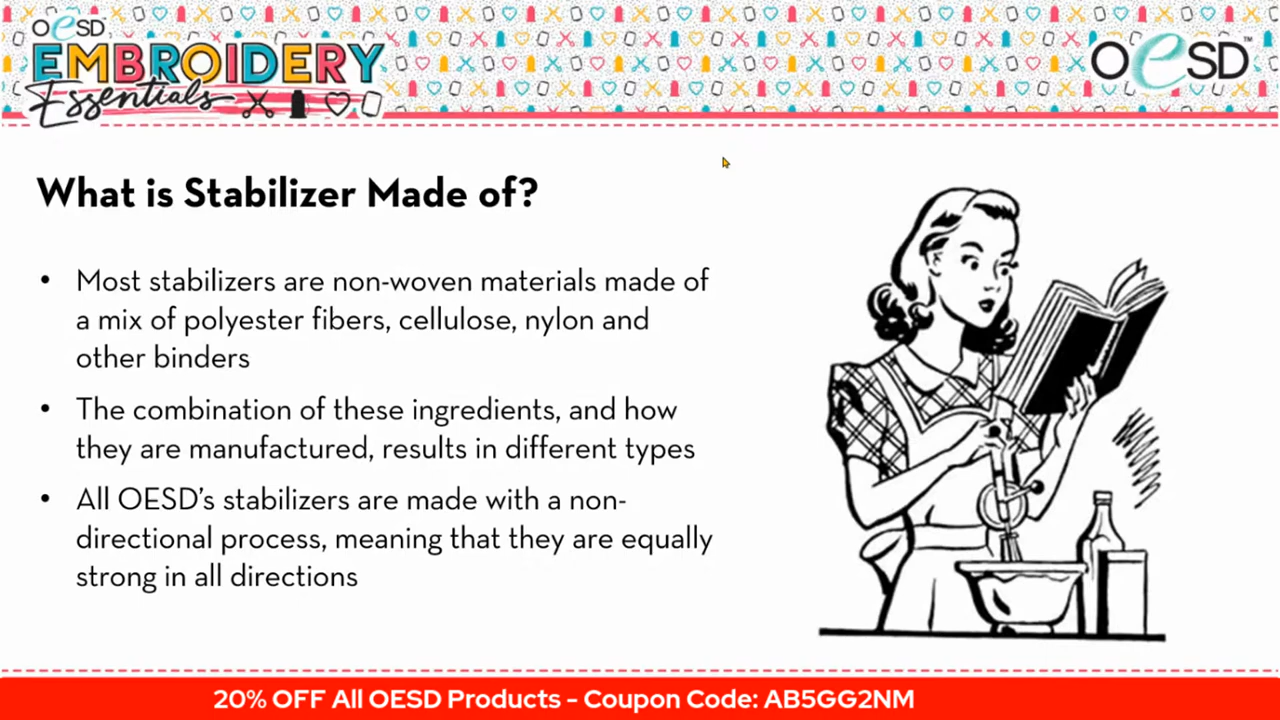 OESD
EMBROIDERY
Essentials
OESD™
What is Stabilizer Made of?
• Most stabilizers are non-woven materials made of
a mix of polyester fibers, cellulose, nylon and
other binders
• The combination of these ingredients, and how
they are manufactured, results in different types
• All OESD’s stabilizers are made with a non-
directional process, meaning that they are equally
strong in all directions
20% OFF All OESD Products - Coupon Code: AB5GG2NM